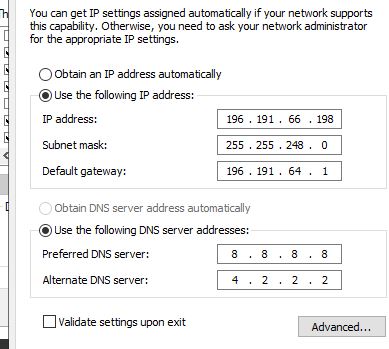 You can get IP settings assigned automatically if your network supports
this capability. Otherwise, you need to ask your network administrator
for the appropriate IP settings.
Obtain an IP address automatically
Use the following IP address:
IP address: 196 . 191 . 66 . 198
Subnet mask: 255 . 255 . 248 . 0
Default gateway: 196 . 191 . 64 . 1
Obtain DNS server address automatically
Use the following DNS server addresses:
Preferred DNS server: 8 . 8 . 8 . 8
Alternate DNS server: 4 . 2 . 2 . 2
Validate settings upon exit
Advanced...